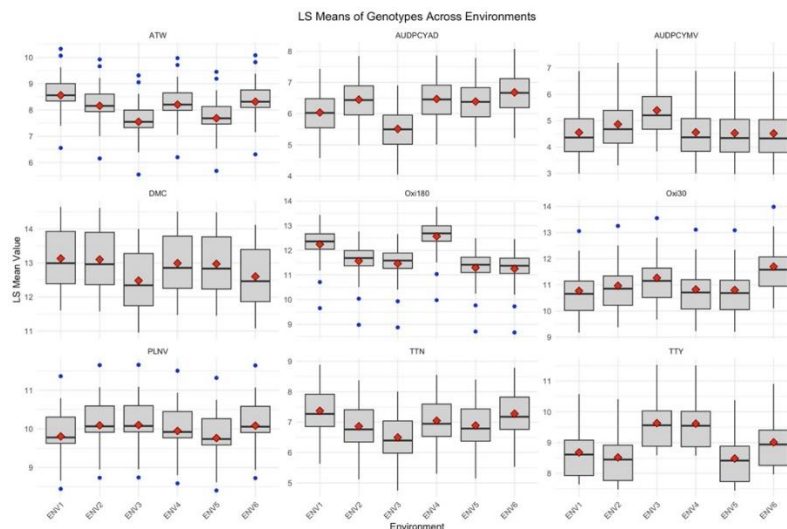 LS Means of Genotypes Across Environments
ATW
AUDPCYAD
AUDPCYMV
10
9
8
7
6
8
7
6
5
4
7
6
5
4
3
DMC
Oxi180
Oxi30
LS Mean Value
14
13
12
11
14
13
12
11
10
9
14
13
12
11
10
9
PLNV
TTN
TTY
11
10
9
9
8
7
6
5
11
10
9
8
ENV1
ENV2
ENV3
ENV4
ENV5
ENV6
ENV1
ENV2
ENV3
ENV4
ENV5
ENV6
ENV1
ENV2
ENV3
ENV4
ENV5
ENV6
Environment